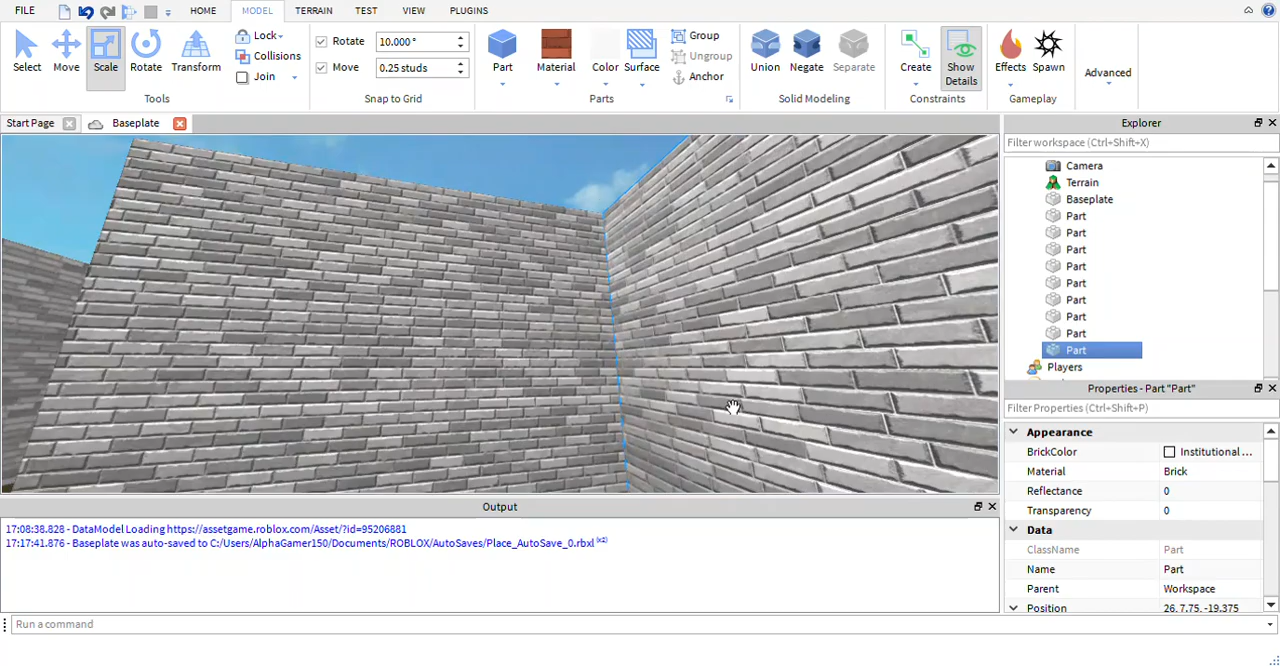 FILE HOME MODEL TERRAIN TEST VIEW PLUGINS
Select Move Scale Rotate Transform
Lock
Collisions
Join
Tools
Rotate 10.000 °
Move 0.25 studs
Snap to Grid
Part Material Color Surface
Group
Ungroup
Anchor
Parts
Union Negate Separate
Solid Modeling
Create Show Details
Constraints
Effects Spawn
Gameplay
Advanced
Start Page Baseplate
Explorer
Filter workspace (Ctrl+Shift+X)
Camera
Terrain
Baseplate
Part
Part
Part
Part
Part
Part
Part
Part
Part
Players
Properties - Part "Part"
Filter Properties (Ctrl+Shift+P)
Appearance
BrickColor Institutional ...
Material Brick
Reflectance 0
Transparency 0
Data
ClassName Part
Name Part
Parent Workspace
Position 26, 7.75, -19.375
Output
17:08:38.828 - DataModel Loading https://assetgame.roblox.com/Asset/?id=95206881
17:17:41.876 - Baseplate was auto-saved to C:/Users/AlphaGamer150/Documents/ROBLOX/AutoSaves/Place_AutoSave_0.rbxl (x2)
Run a command